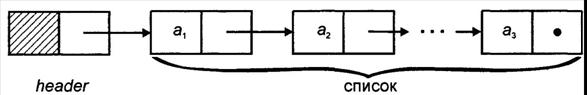 a₁ a₂ ... a₃
header список